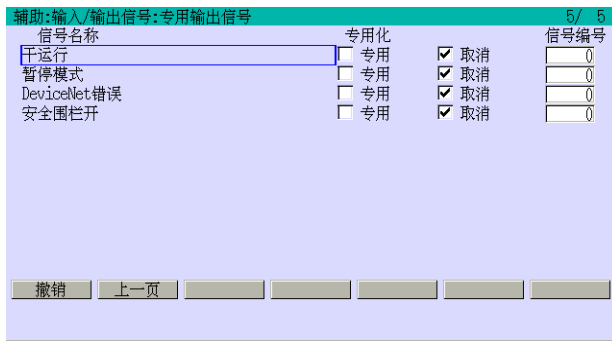 辅助:输入/输出信号:专用输出信号 5/ 5
信号名称 专用化 信号编号
干运行 专用 取消 0
暂停模式 专用 取消 0
DeviceNet错误 专用 取消 0
安全围栏开 专用 取消 0
撤销 上一页